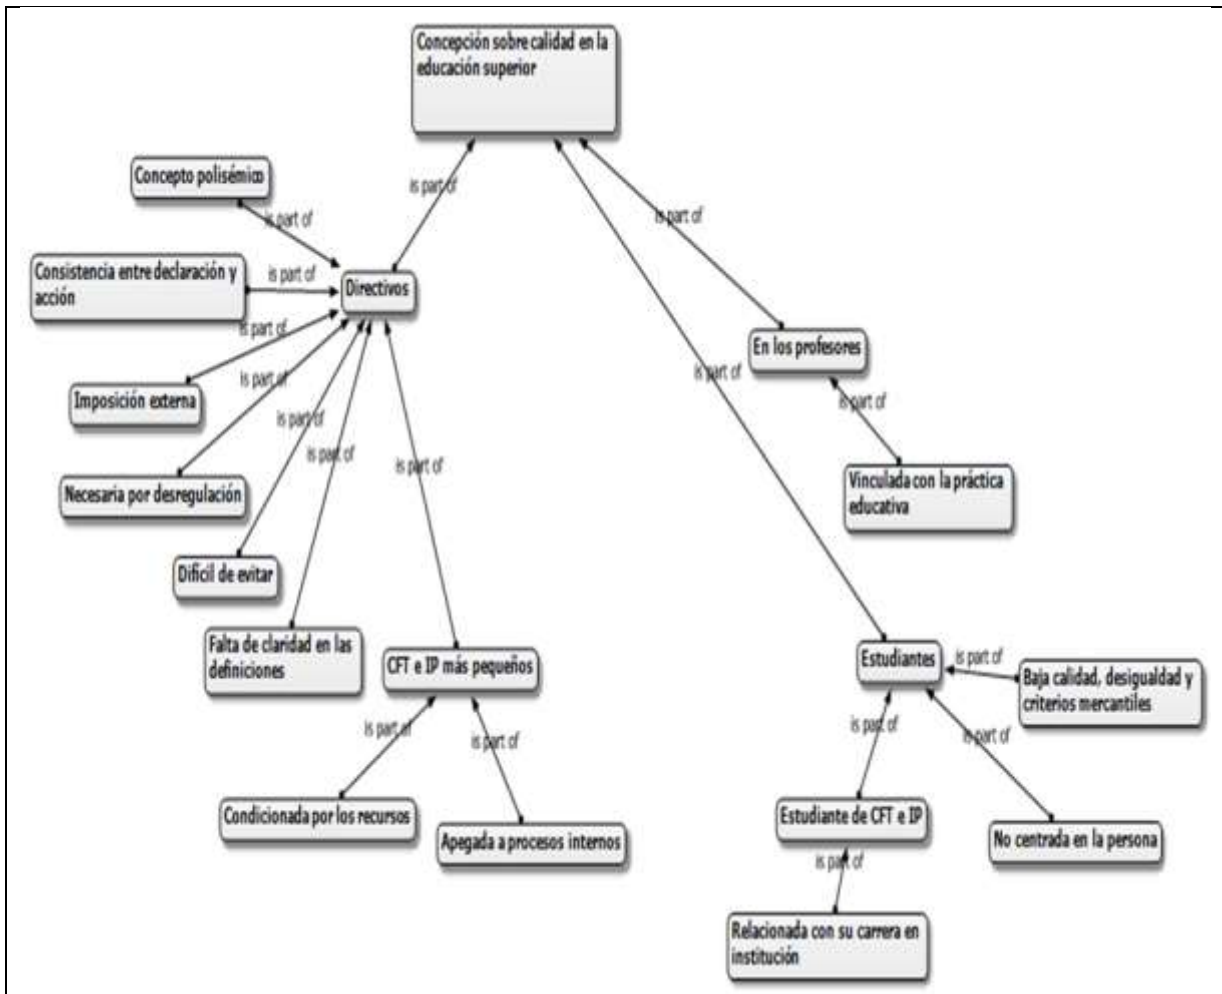 Concepción sobre calidad en la
educación superior
is part of
Concepto polisémico
is part of
is part of
Consistencia entre declaración y
acción
is part of
Directivos
is part of
En los profesores
is part of
is part of
Imposición externa
is part of
is part of
is part of
is part of
Necesaria por desregulación
Vinculada con la práctica
educativa
Dificil de evitar
Falta de claridad en las
definiciones
CFT e IP más pequeños
Estudiantes
is part of
Baja calidad, desigualdad y
criterios mercantiles
is part of
is part of
is part of
is part of
Condicionada por los recursos
Apegada a procesos internos
Estudiante de CFT e IP
No centrada en la persona
is part of
Relacionada con su carrera en
institución